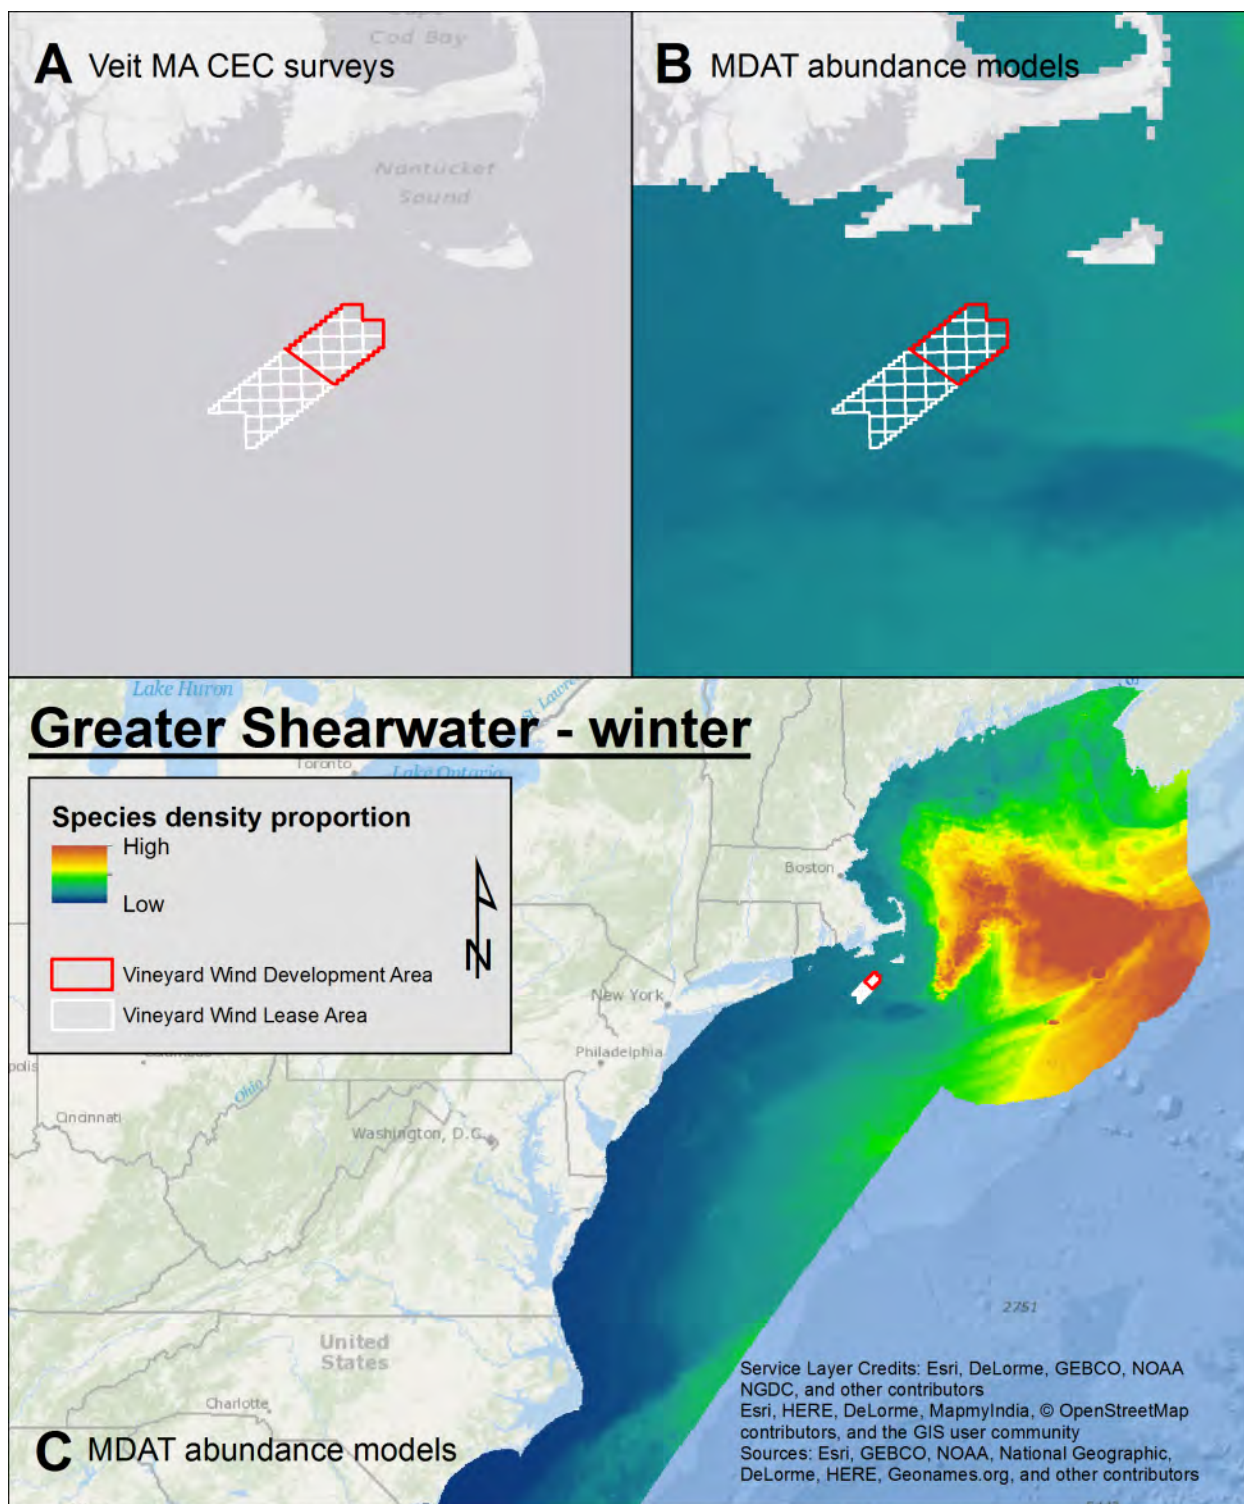 A Veit MA CEC surveys
Cod Bay
Nantucket
Sound
B MDAT abundance models
Lake Huron
St. Lawre
Greater Shearwater - winter
Toronto
Lake Ontario
Species density proportion
High
Low
N
Vineyard Wind Development Area
Vineyard Wind Lease Area
Boston
New York
Philadelphia
polis
Ohio
Cincinnati
Washington, D.C.
2751
United
States
Charlotte
Service Layer Credits: Esri, DeLorme, GEBCO, NOAA
NGDC, and other contributors
Esri, HERE, DeLorme, MapmyIndia, © OpenStreetMap
contributors, and the GIS user community
Sources: Esri, GEBCO, NOAA, National Geographic,
DeLorme, HERE, Geonames.org, and other contributors
C MDAT abundance models